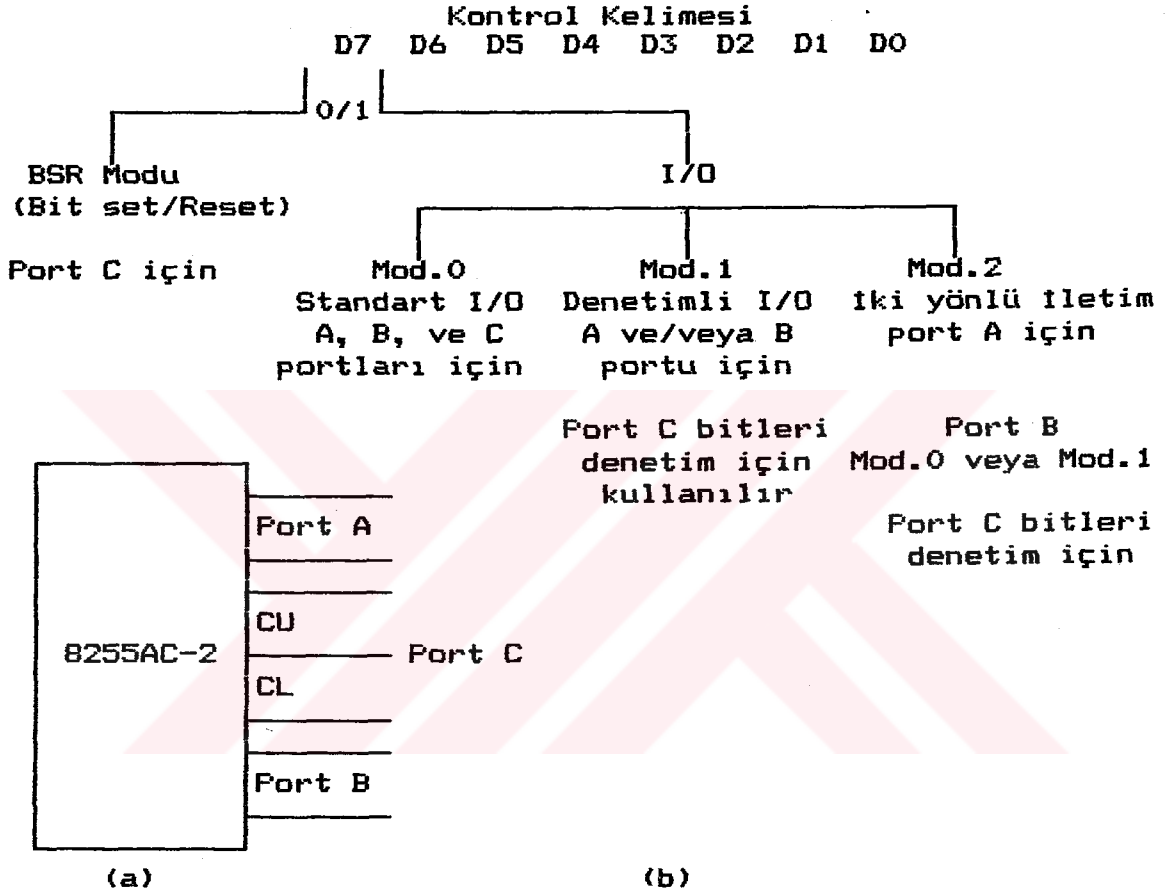 Kontrol Kelimesi
D7 D6 D5 D4 D3 D2 D1 D0
0/1
BSR Modu
(Bit set/Reset)
Port C için
I/O
Mod.0
Standart I/O
A, B, ve C
portları için
Mod.1
Denetimli I/O
A ve/veya B
portu için
Port C bitleri
denetim için
kullanılır
Mod.2
İki yönlü İletim
port A için
Port B
Mod.0 veya Mod.1
Port C bitleri
denetim için
8255AC-2
Port A
CU
CL
Port C
Port B
(a)
(b)